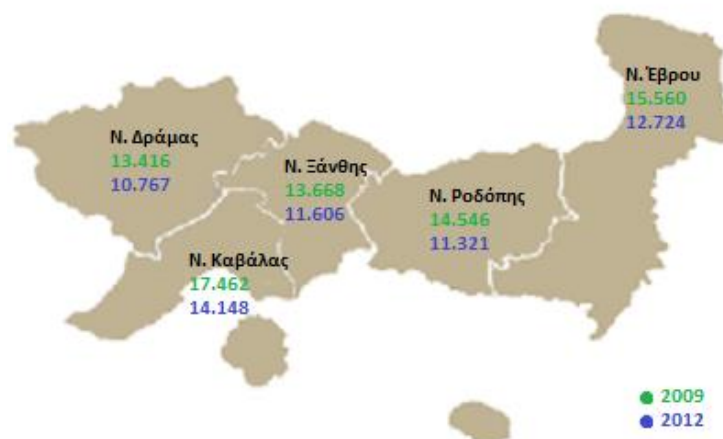 Ν. Έβρου
15.560
12.724
Ν. Δράμας
13.416
10.767
Ν. Ξάνθης
13.668
11.606
Ν. Ροδόπης
14.546
11.321
Ν. Καβάλας
17.462
14.148
2009
2012